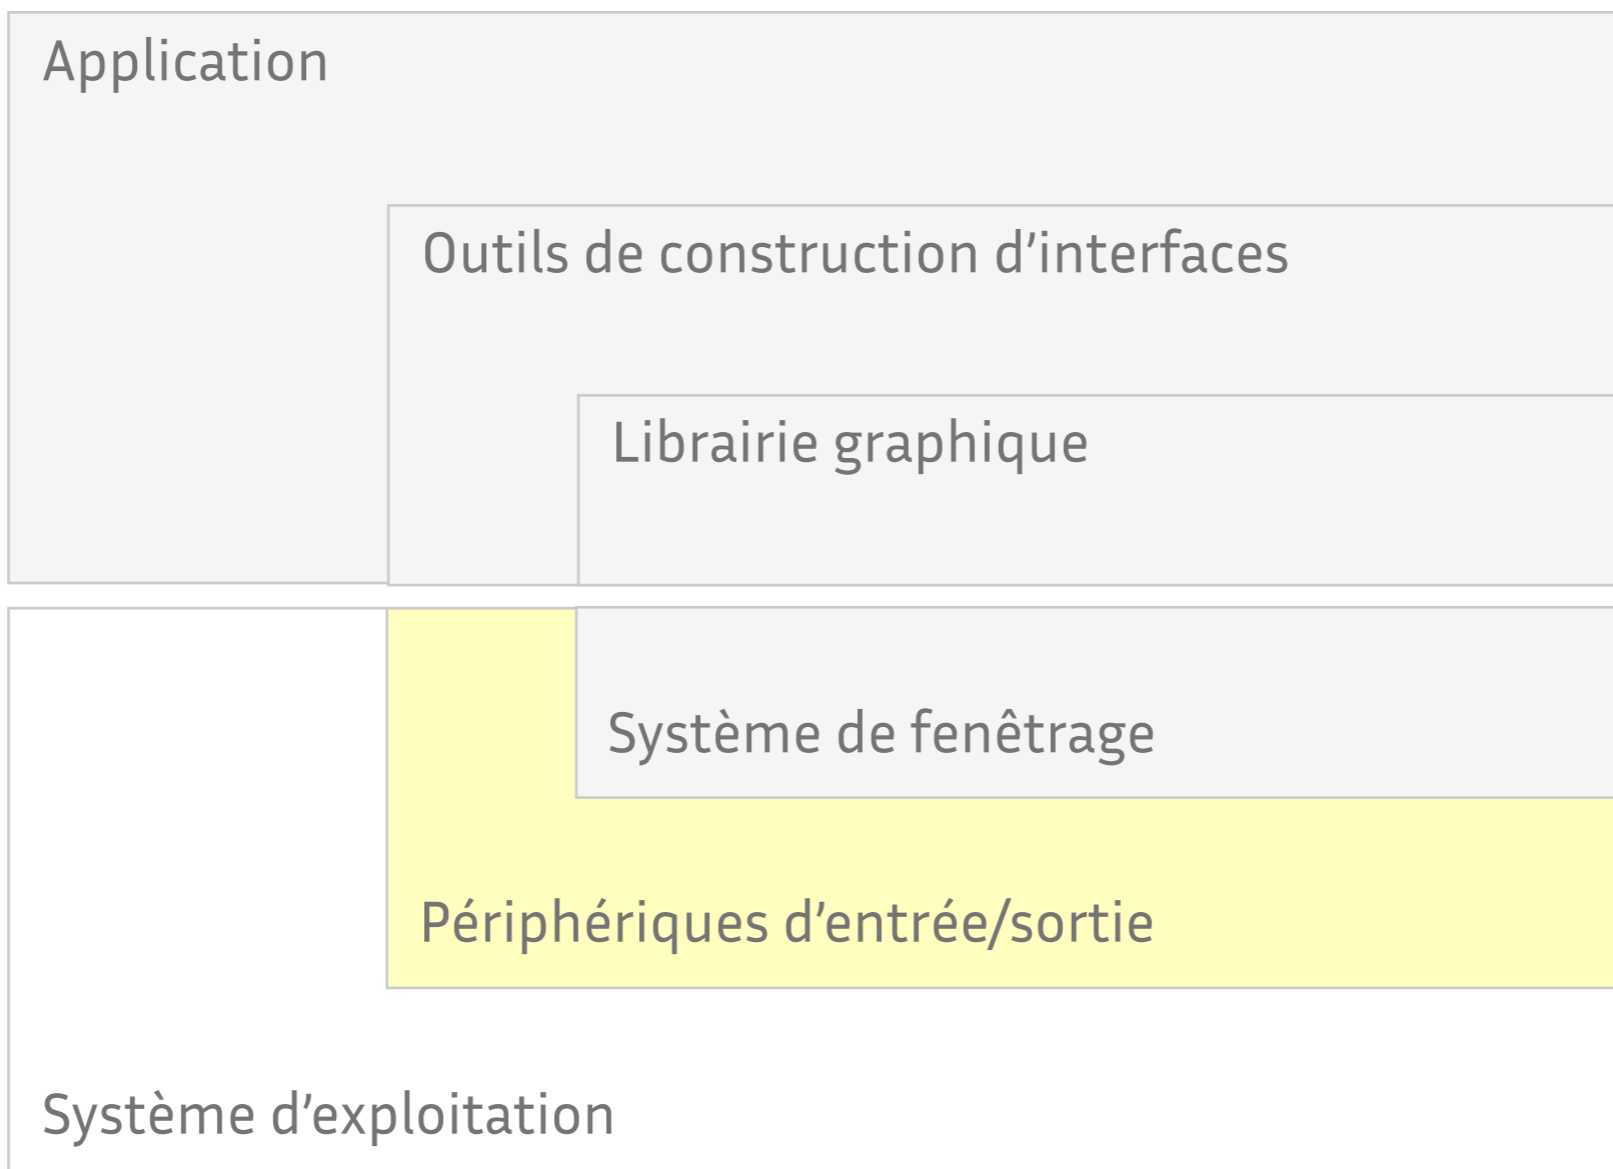 Application
Outils de construction d’interfaces
Librairie graphique
Système de fenêtrage
Périphériques d’entrée/sortie
Système d’exploitation